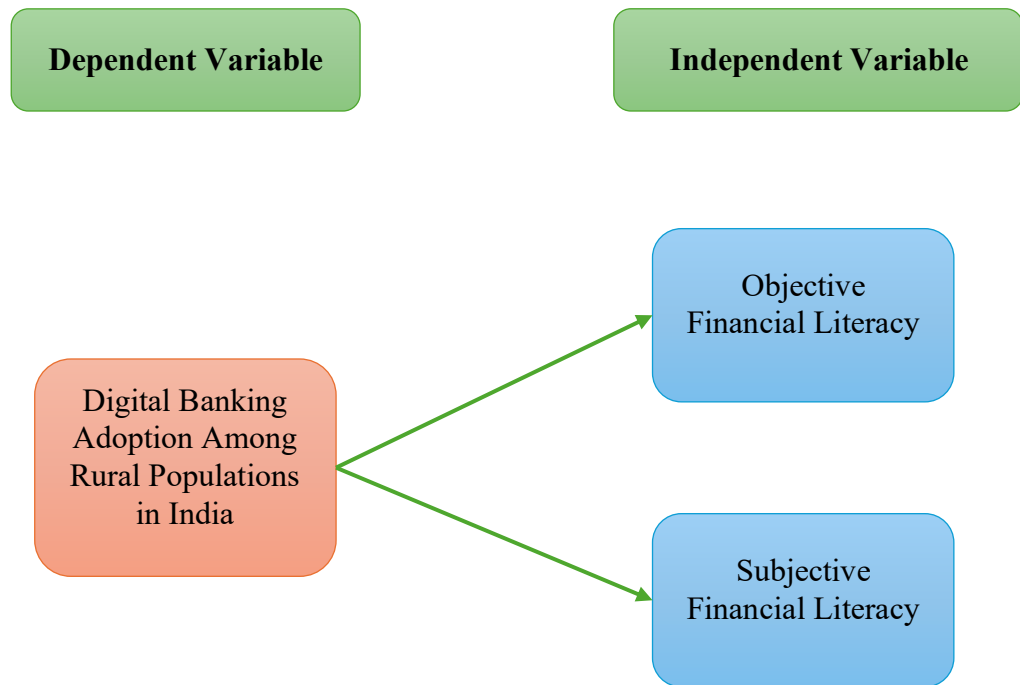 Dependent Variable
Independent Variable
Objective
Financial Literacy
Digital Banking
Adoption Among
Rural Populations
in India
Subjective
Financial Literacy